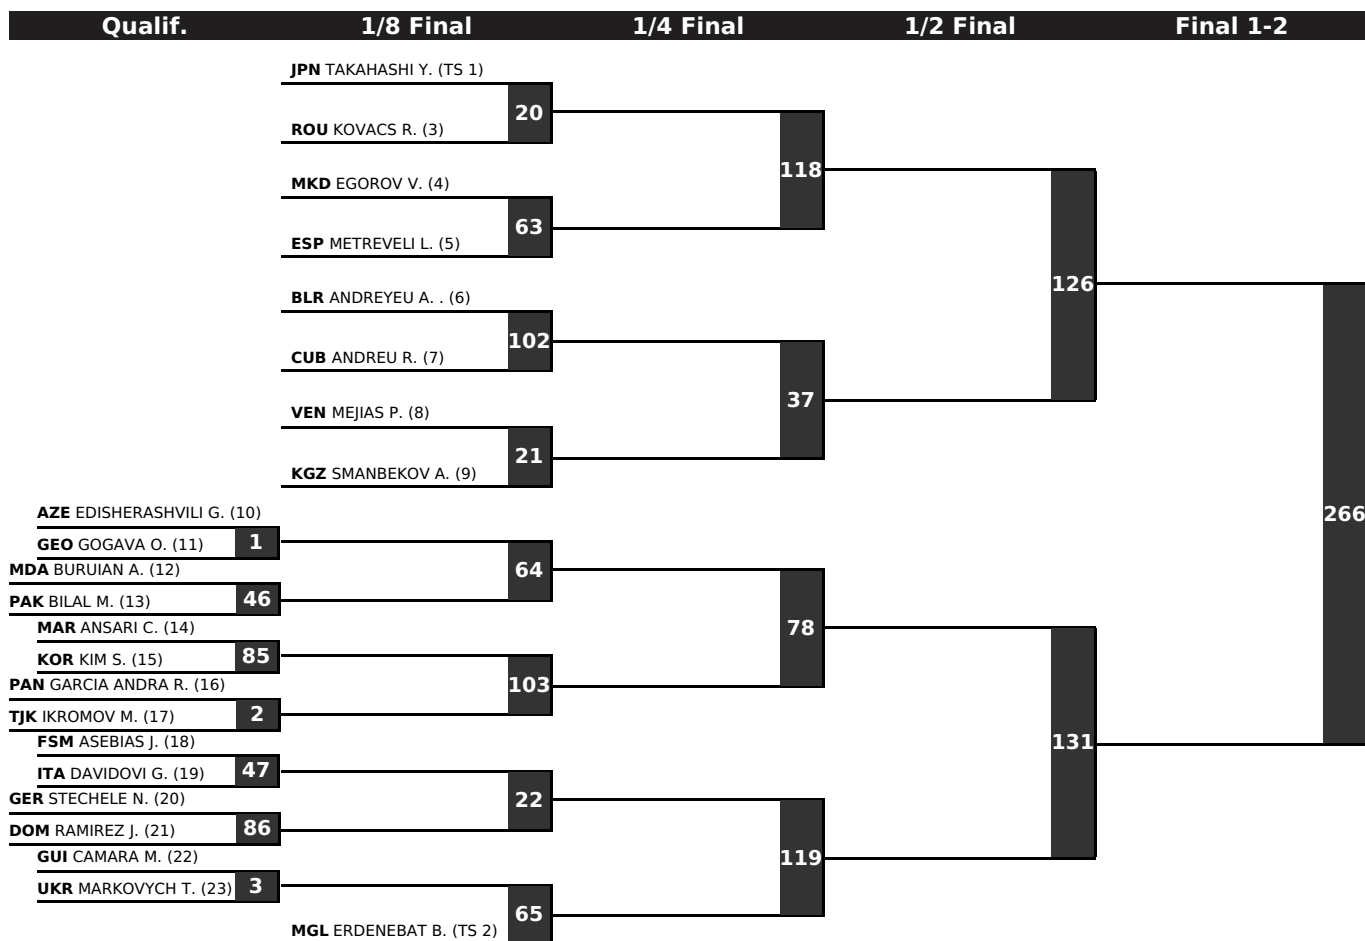 Qualif. 1/8 Final 1/4 Final 1/2 Final Final 1-2
JPN TAKAHASHI Y. (TS 1)
20
ROU KOVACS R. (3)
118
MKD EGOROV V. (4)
63
ESP METREVELI L. (5)
126
BLR ANDREYEU A. . (6)
102
CUB ANDREU R. (7)
37
VEN MEJIAS P. (8)
21
KGZ SMANBEKOV A. (9)
AZE EDISHERASHVILI G. (10)
266
GEO GOGAVA O. (11) 1
MDA BURUIAN A. (12)
64
PAK BILAL M. (13) 46
MAR ANSARI C. (14)
78
KOR KIM S. (15) 85
PAN GARCIA ANDRA R. (16)
103
TJK IKROMOV M. (17) 2
FSM ASEBIAS J. (18)
131
ITA DAVIDOVI G. (19) 47
GER STECHELE N. (20)
22
DOM RAMIREZ J. (21) 86
GUI CAMARA M. (22)
119
UKR MARKOVYCH T. (23) 3
65
MGL ERDENEBAT B. (TS 2)